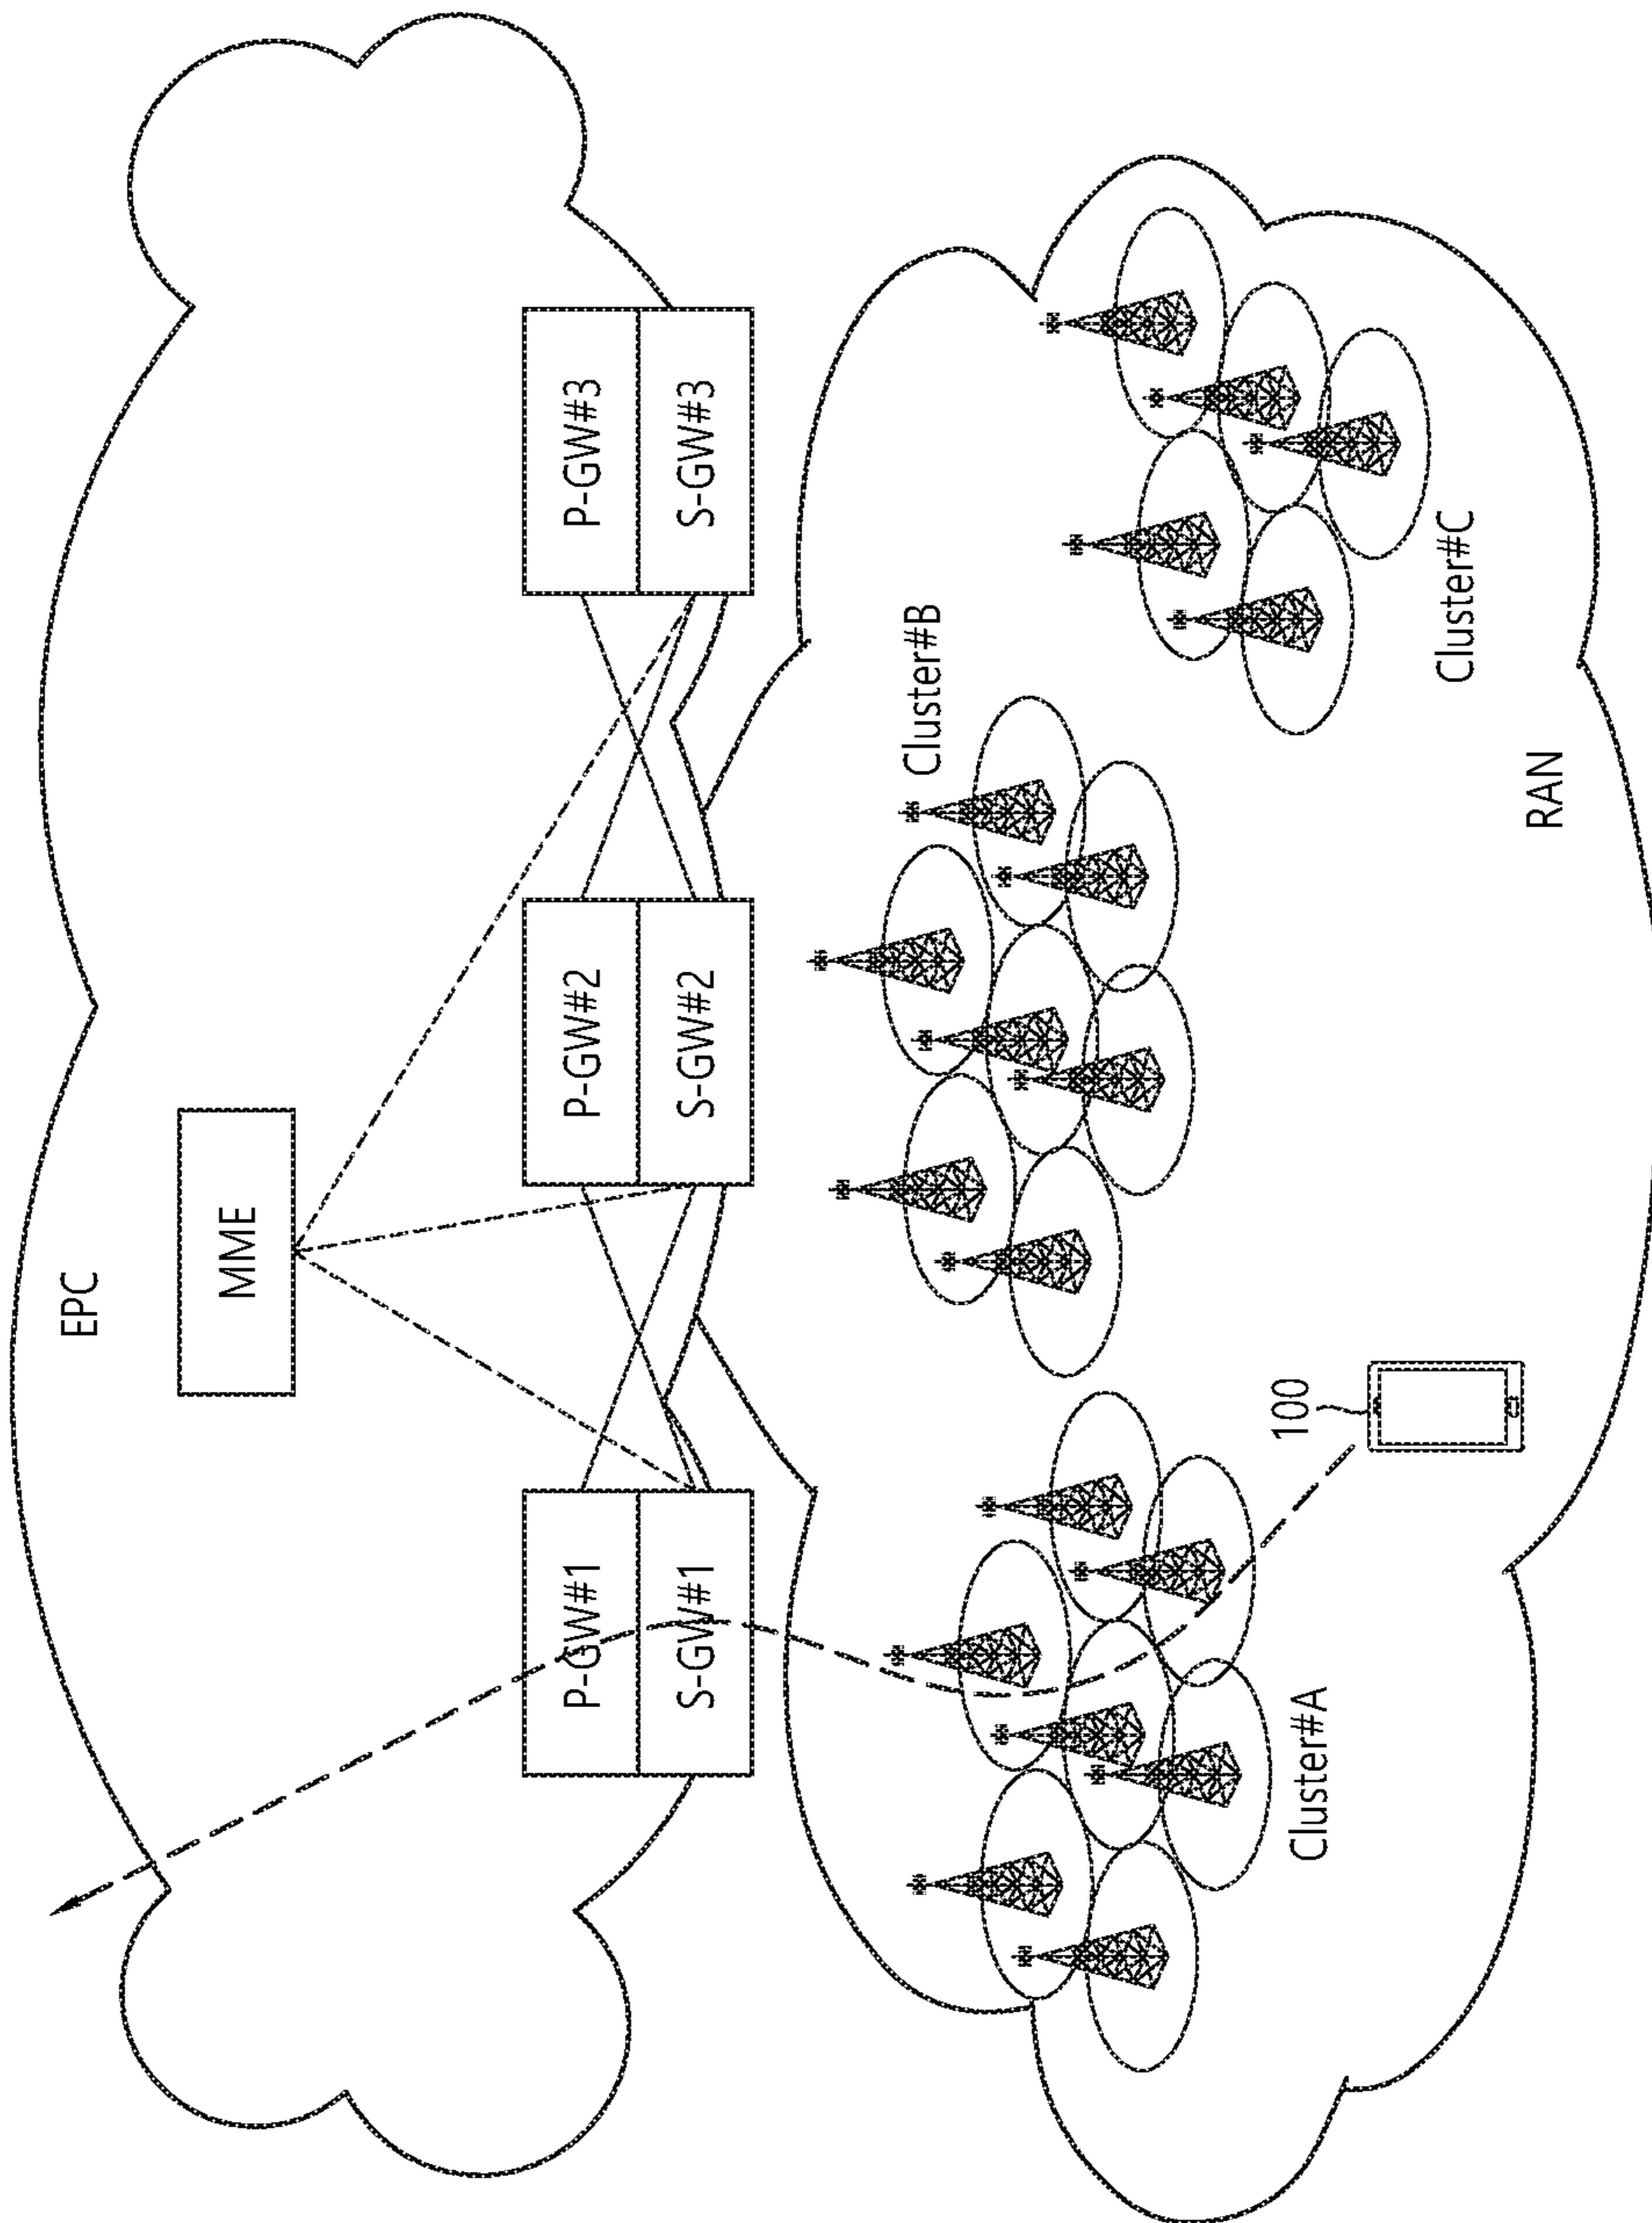 EPC
MME
P-GW#1
S-GW#1
P-GW#2
S-GW#2
P-GW#3
S-GW#3
Cluster#A
Cluster#B
Cluster#C
100
RAN